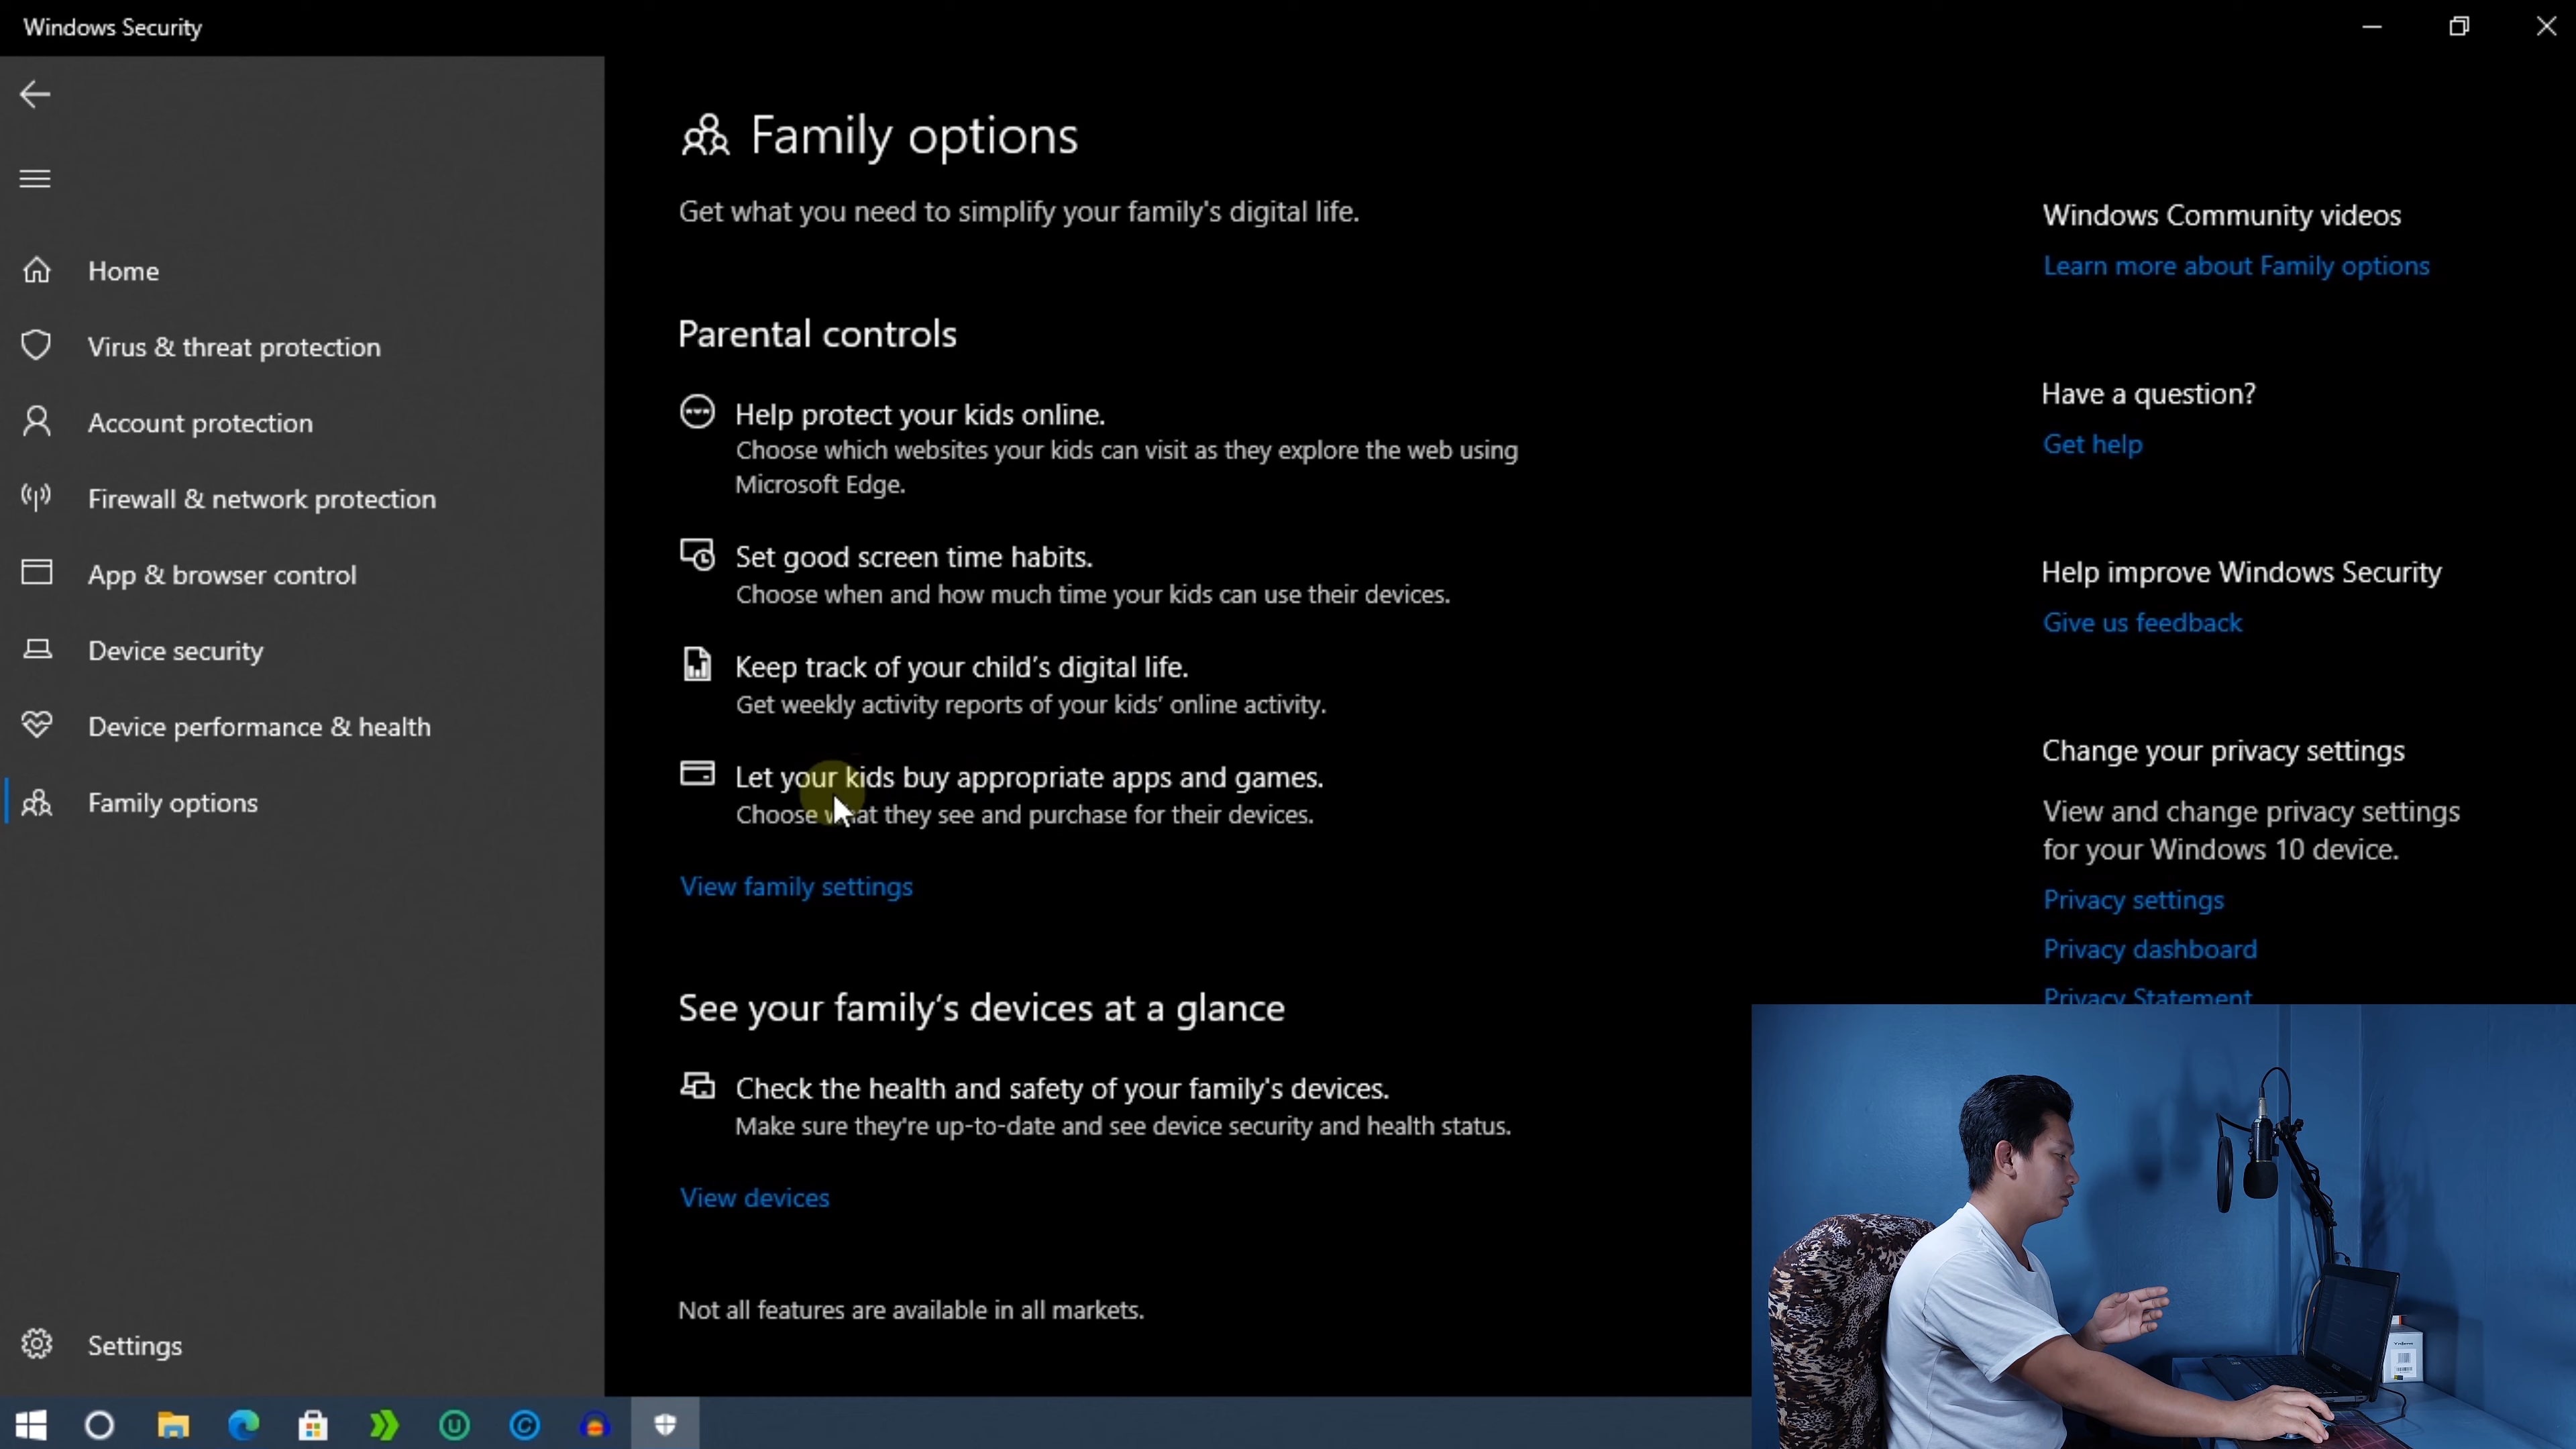 Windows Security
Home
Virus & threat protection
Account protection
Firewall & network protection
App & browser control
Device security
Device performance & health
Family options
Settings
Family options
Get what you need to simplify your family's digital life.
Parental controls
Help protect your kids online.
Choose which websites your kids can visit as they explore the web using
Microsoft Edge.
Set good screen time habits.
Choose when and how much time your kids can use their devices.
Keep track of your child's digital life.
Get weekly activity reports of your kids' online activity.
Let your kids buy appropriate apps and games.
Choose what they see and purchase for their devices.
View family settings
See your family's devices at a glance
Check the health and safety of your family's devices.
Make sure they're up-to-date and see device security and health status.
View devices
Not all features are available in all markets.
Windows Community videos
Learn more about Family options
Have a question?
Get help
Help improve Windows Security
Give us feedback
Change your privacy settings
View and change privacy settings
for your Windows 10 device.
Privacy settings
Privacy dashboard
Privacy Statement